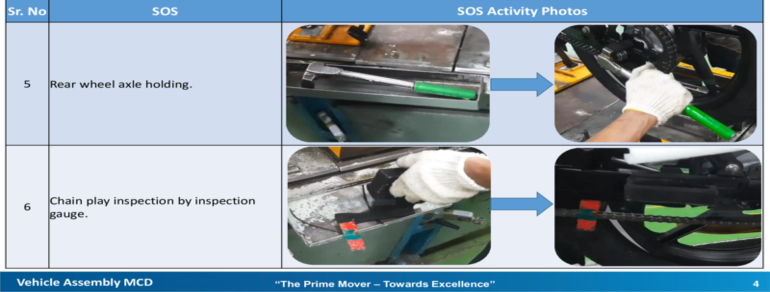 Sr. No SOS SOS Activity Photos
5 Rear wheel axle holding.
Chain play inspection by inspection
6
gauge.
Vehicle Assembly MCD "The Prime Mover – Towards Excellence" 4